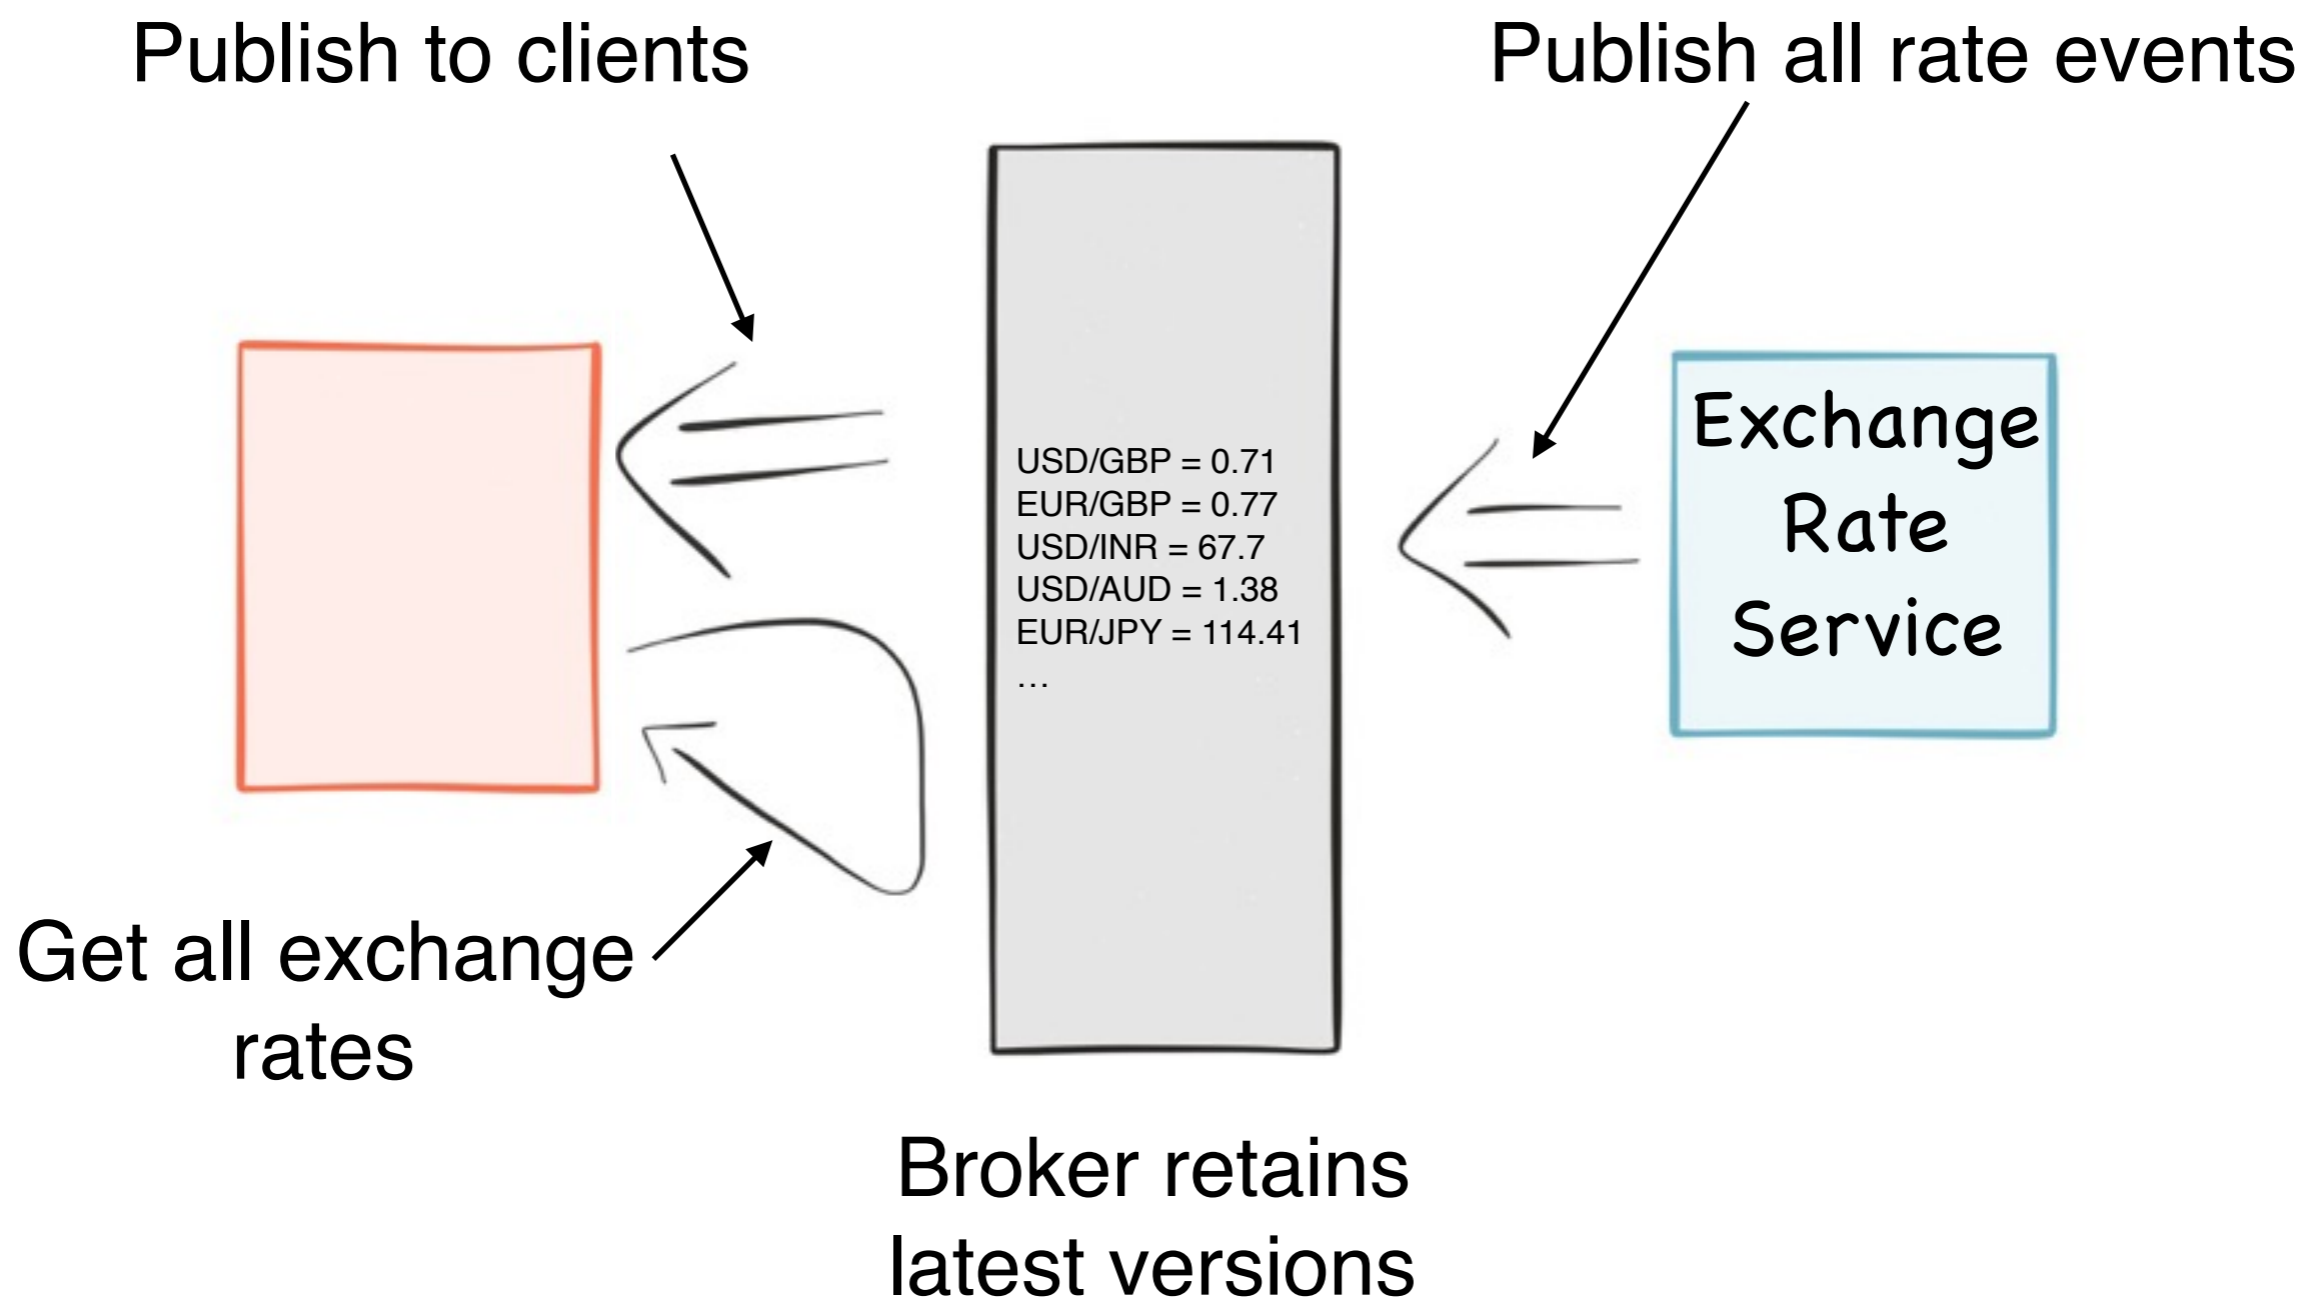 Publish to clients
Publish all rate events
USD/GBP = 0.71
EUR/GBP = 0.77
USD/INR = 67.7
USD/AUD = 1.38
EUR/JPY = 114.41
…
Exchange
Rate
Service
Get all exchange
rates
Broker retains
latest versions